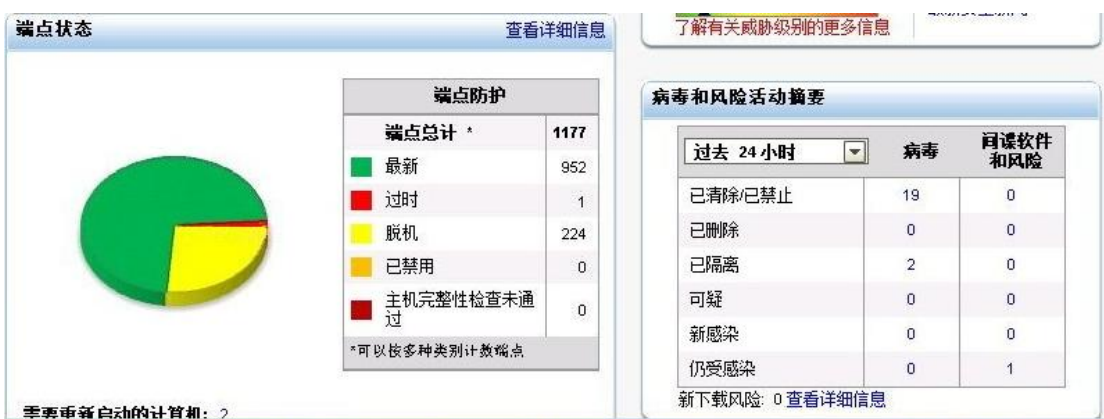 端点状态
查看详细信息
端点防护
端点总计 * 1177
最新 952
过时 1
脱机 224
已禁用 0
主机完整性检查未通
过 0
*可以按多种类别计数端点
需要重新启动的计算机: 2
了解有关威胁级别的更多信息
病毒和风险活动摘要
过去 24 小时 病毒 间谍软件
和风险
已清除/已禁止 19 0
已删除 0 0
已隔离 2 0
可疑 0 0
新感染 0 0
仍受感染 0 1
新下载风险: 0 查看详细信息